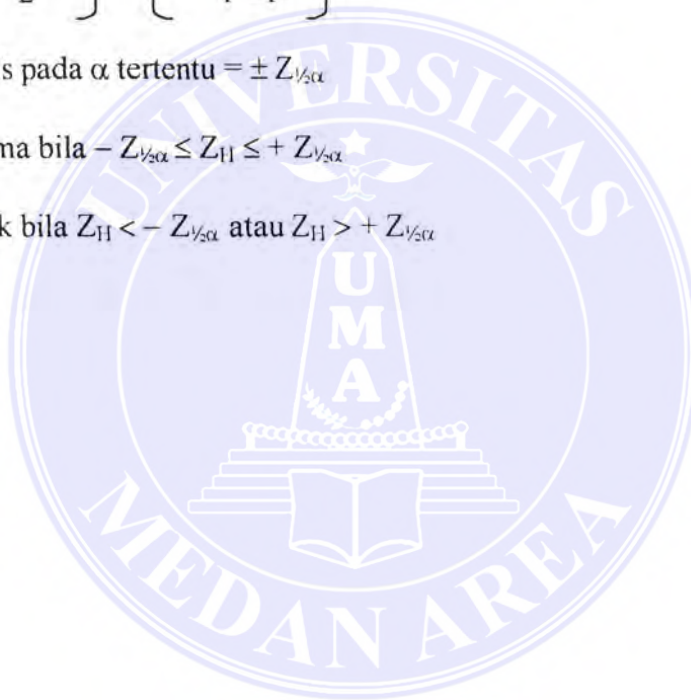 s pada α tertentu = ± Z½α
ma bila – Z½α ≤ ZH ≤ + Z½α
k bila ZH < – Z½α atau ZH > + Z½α
UNIVERSITAS
U
M
A
MEDAN AREA